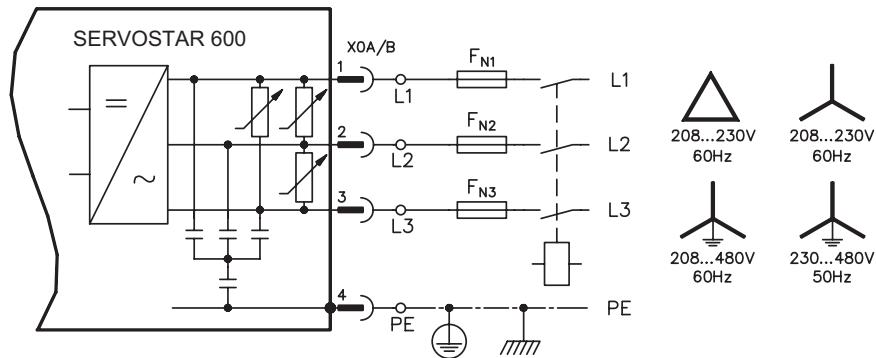 SERVOSTAR 600
X0A/B
1
L1
F N1
L1
2
L2
F N2
L2
3
L3
F N3
L3
4
PE
PE
=
~
208...230V
60Hz
208...230V
60Hz
208...480V
60Hz
230...480V
50Hz